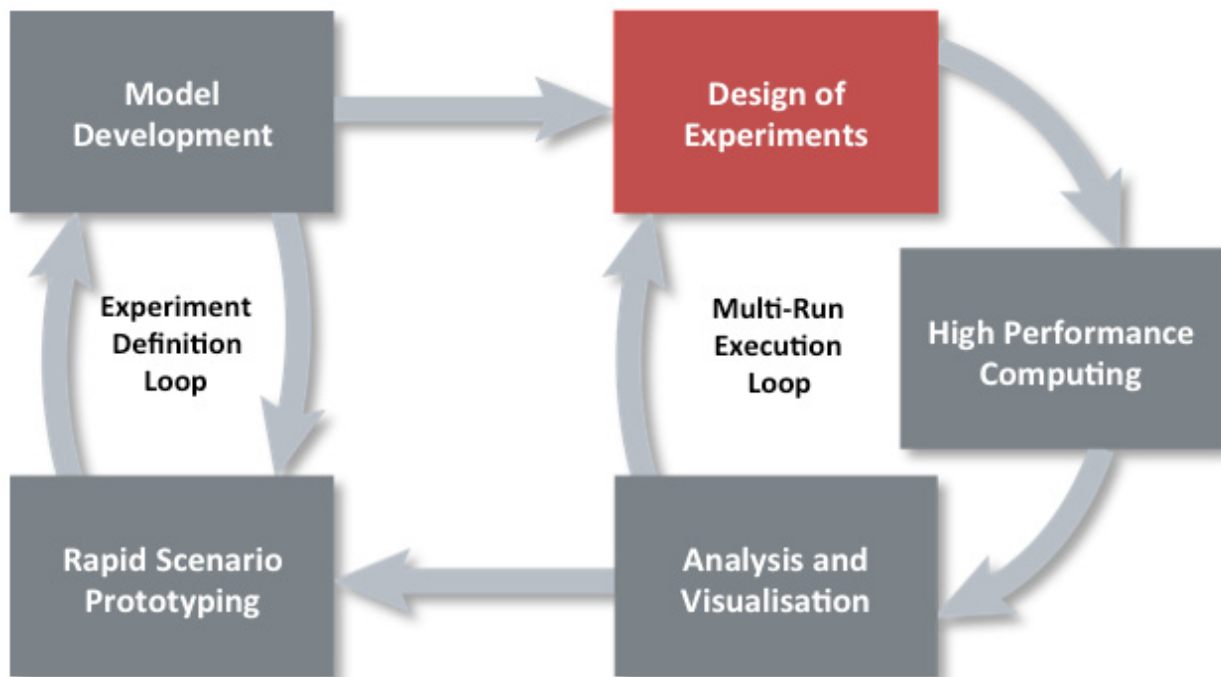 Model
Development
Design of
Experiments
Experiment
Definition
Loop
Multi-Run
Execution
Loop
High Performance
Computing
Rapid Scenario
Prototyping
Analysis and
Visualisation